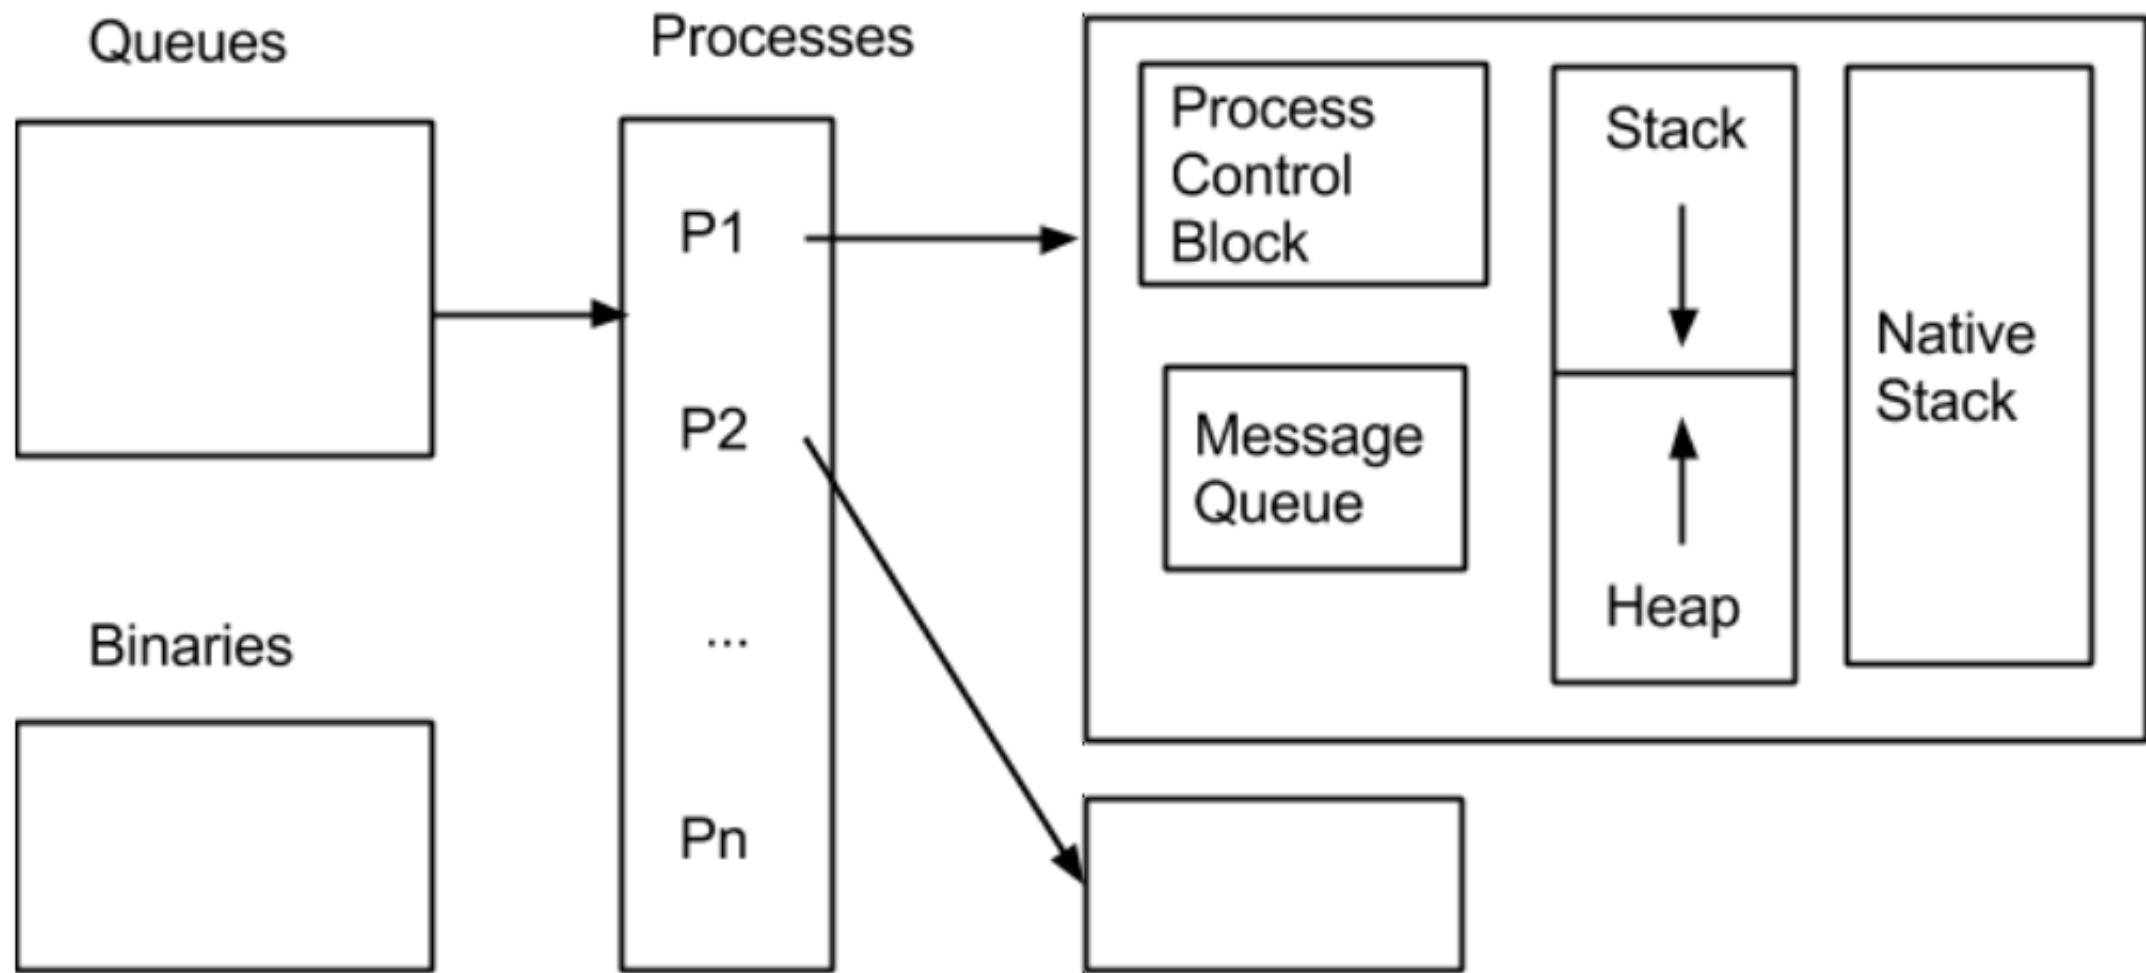 Queues
Processes
Process
Control
Block
Stack
P1
Native
Stack
P2
Message
Queue
Heap
Binaries
...
Pn